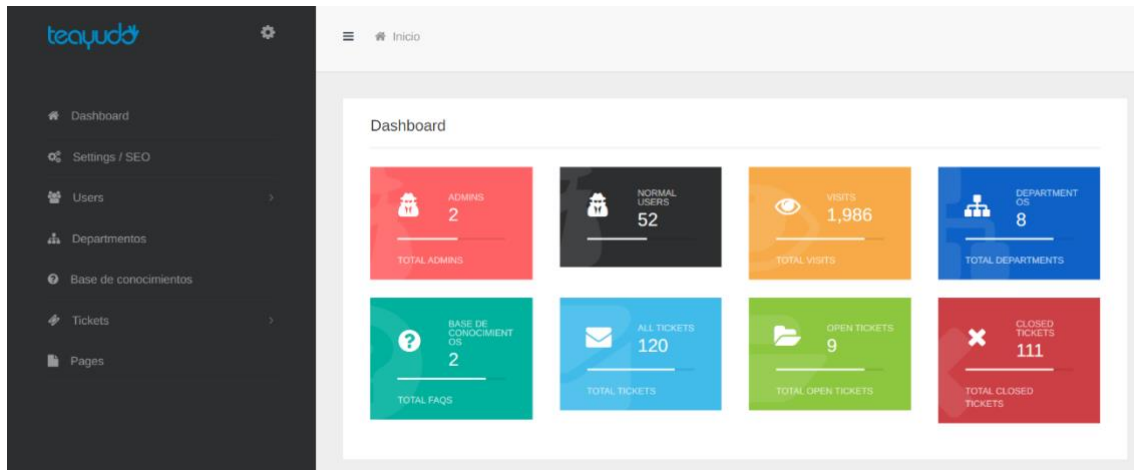 teayudo
Inicio
Dashboard
Settings / SEO
Users
Departmentos
Base de conocimientos
Tickets
Pages
Dashboard
ADMINS
2
TOTAL ADMINS
NORMAL
USERS
52
VISITS
1,986
TOTAL VISITS
DEPARTMENT
OS
8
TOTAL DEPARTMENTS
BASE DE
CONOCIMIENT
OS
2
TOTAL FAQS
ALL TICKETS
120
TOTAL TICKETS
OPEN TICKETS
9
TOTAL OPEN TICKETS
CLOSED
TICKETS
111
TOTAL CLOSED
TICKETS